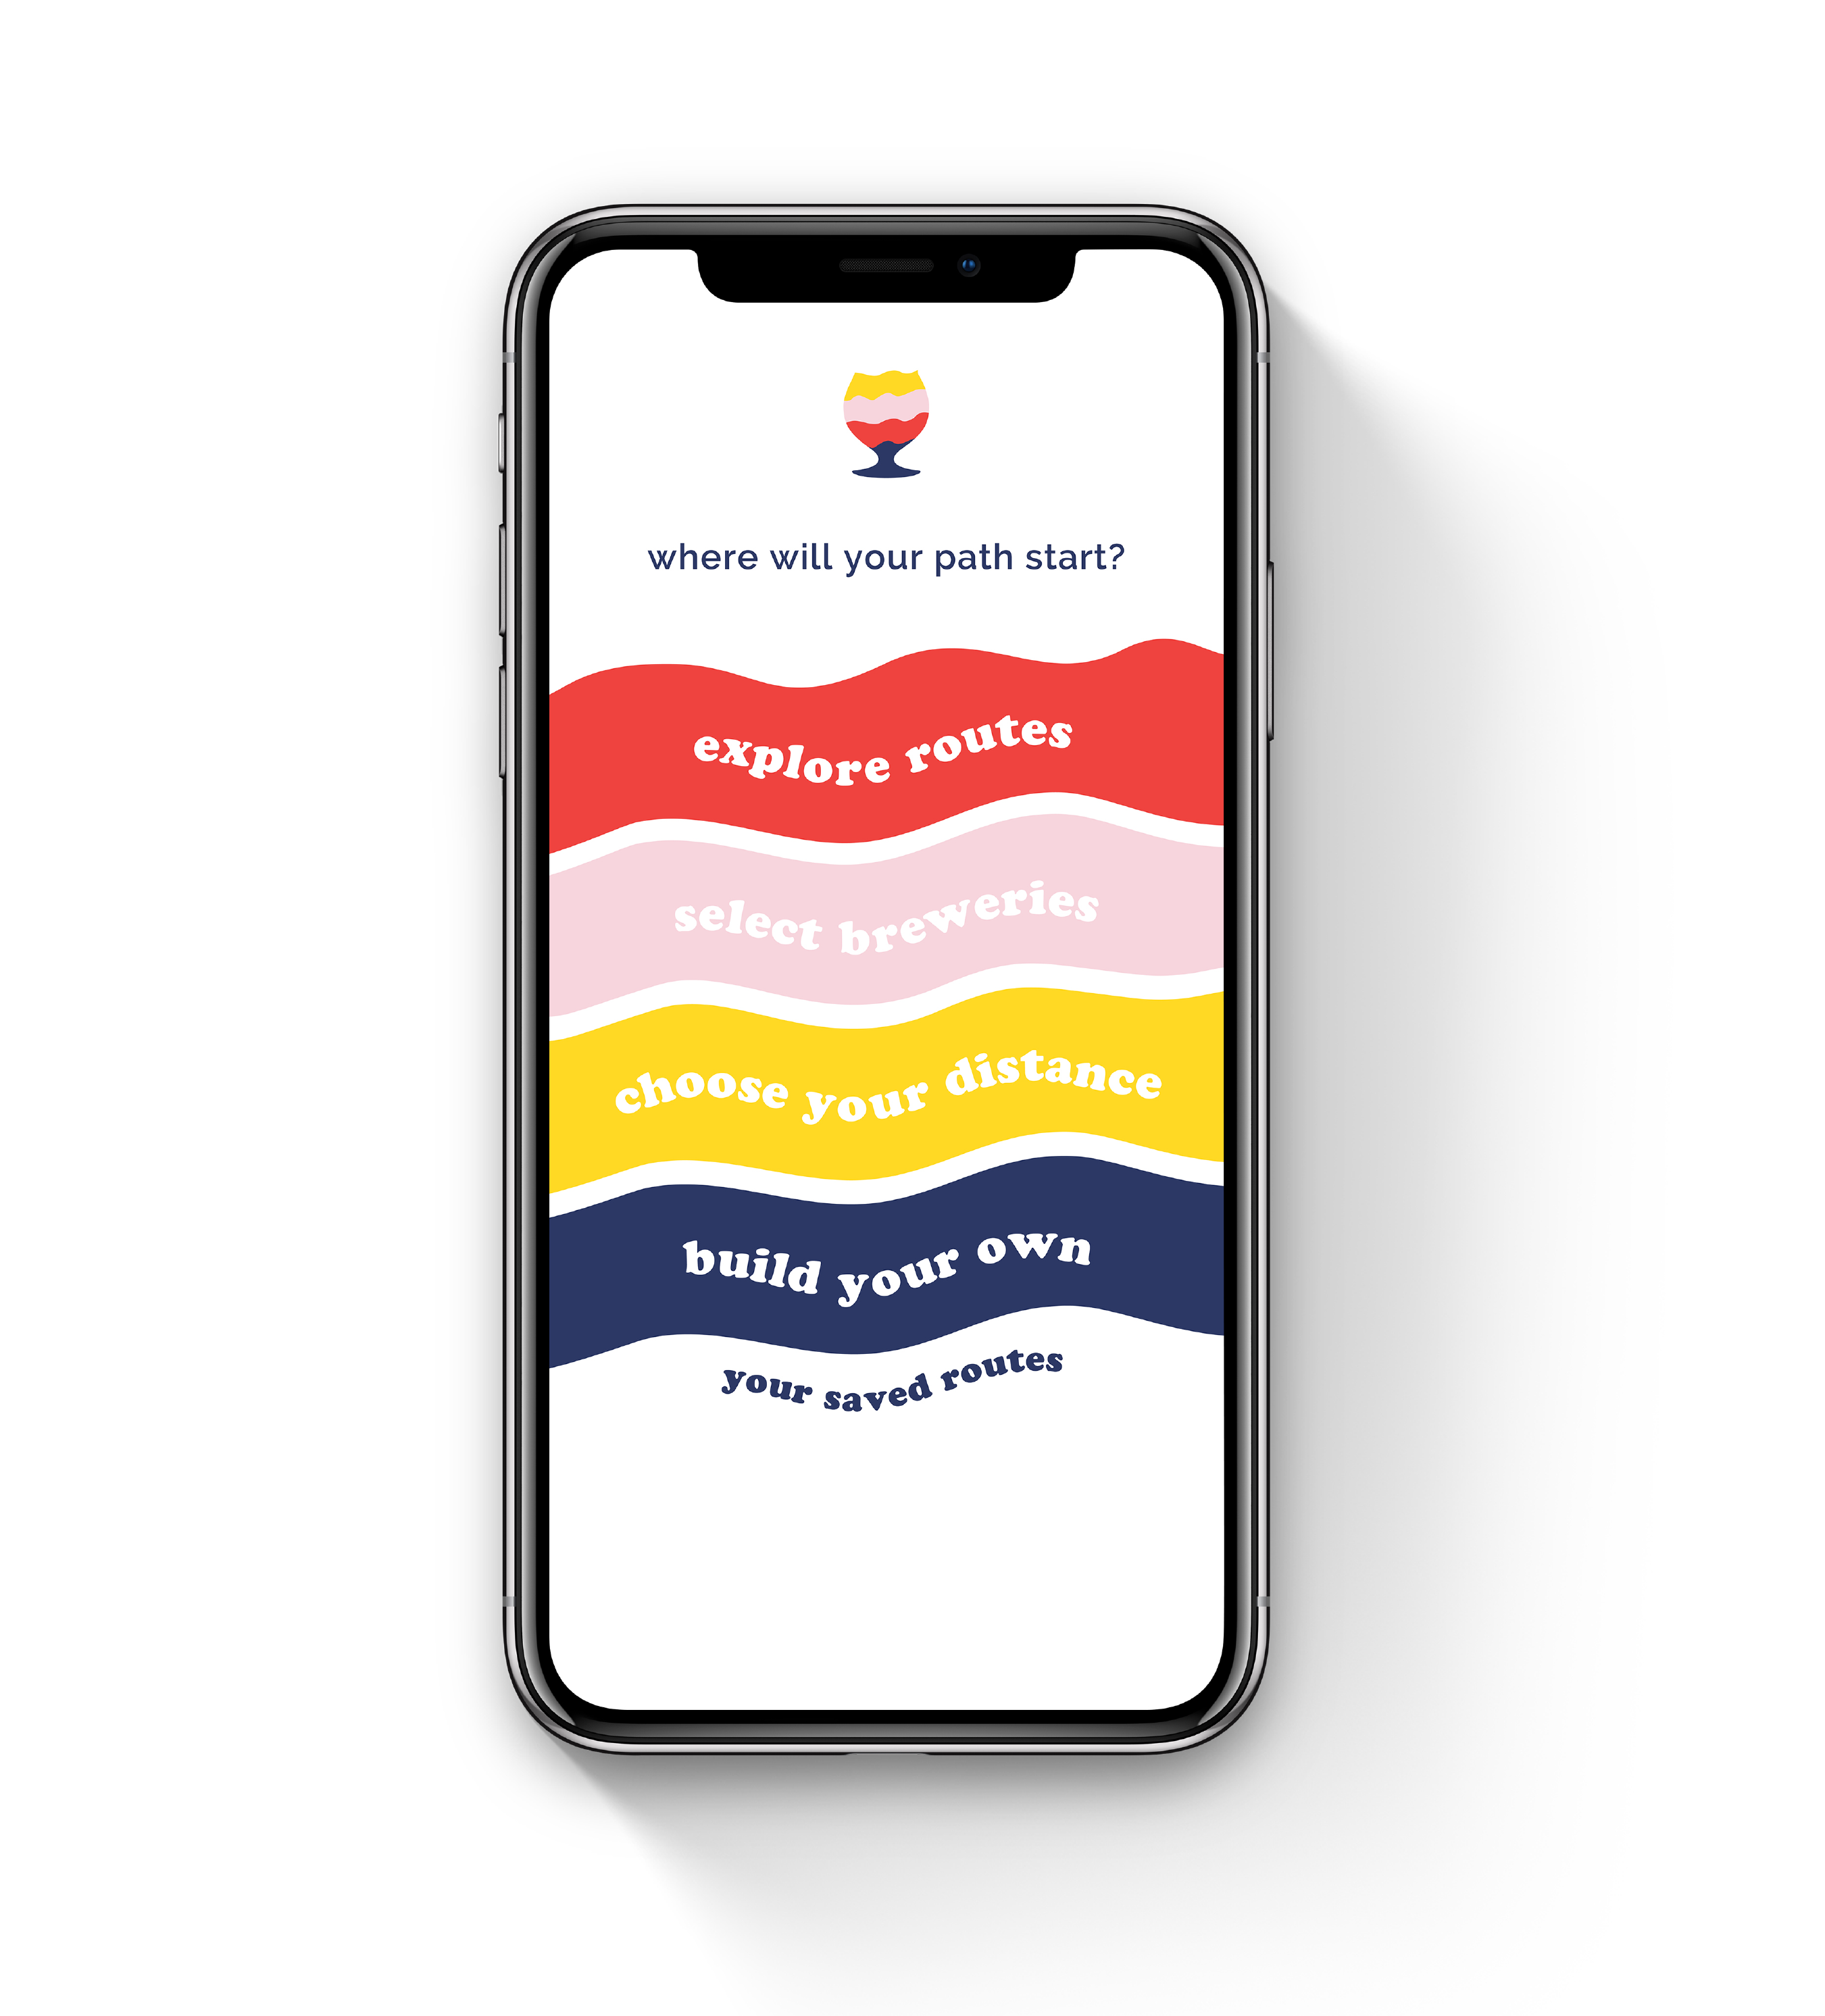 where will your path start?
explore routes
select breweries
choose your distance
build your own
your saved routes